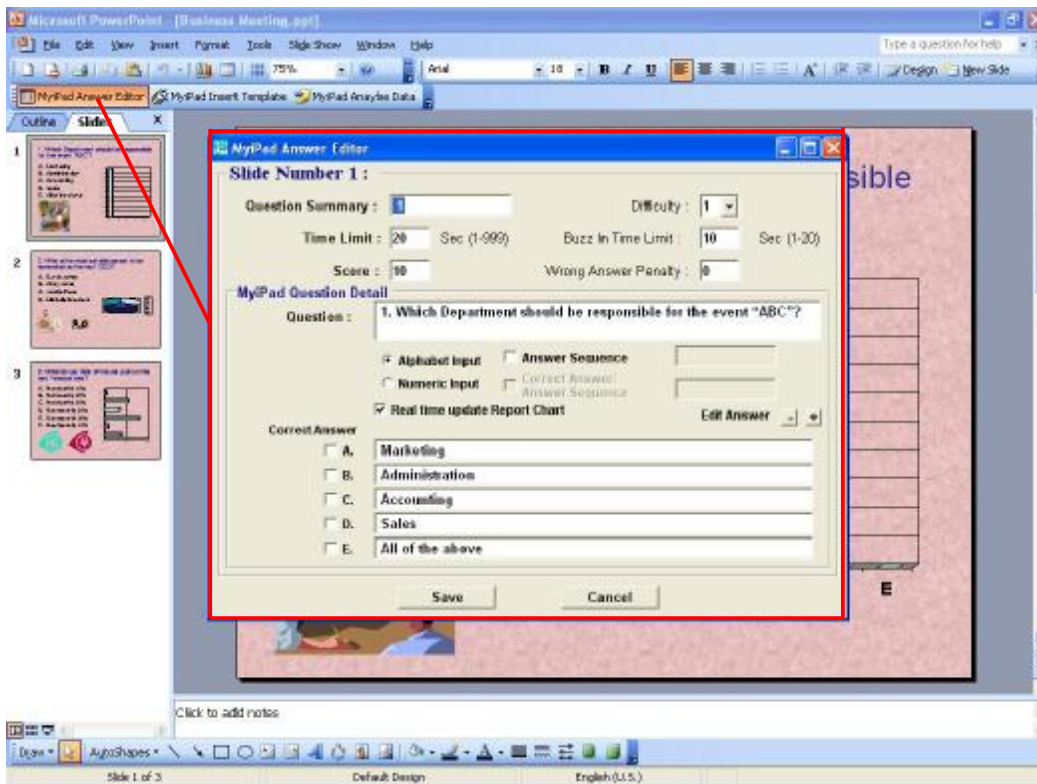 Microsoft PowerPoint - [Business Meeting.ppt]
File Edit View Insert Format Tools Slide Show Window Help Type a question for help
75% Arial 18 B I U Design New Slide
MyiPad Answer Editor MyiPad Insert Template MyiPad Anaylse Data
Outline Slides x
1
2
3
MyiPad Answer Editor
Slide Number 1 :
Question Summary : 1 Difficulty : 1
Time Limit : 20 Sec (1-999) Buzz In Time Limit : 10 Sec (1-20)
Score : 10 Wrong Answer Penalty : 0
MyiPad Question Detail
Question : 1. Which Department should be responsible for the event "ABC"?
Alphabet Input Answer Sequence
Numeric Input Correct Answer/
Answer Sequence
Real time update Report Chart Edit Answer - +
Correct Answer
A. Marketing
B. Administration
C. Accounting
D. Sales
E. All of the above
Save Cancel
sible
E
Click to add notes
Draw AutoShapes
Slide 1 of 3 Default Design English (U.S.)